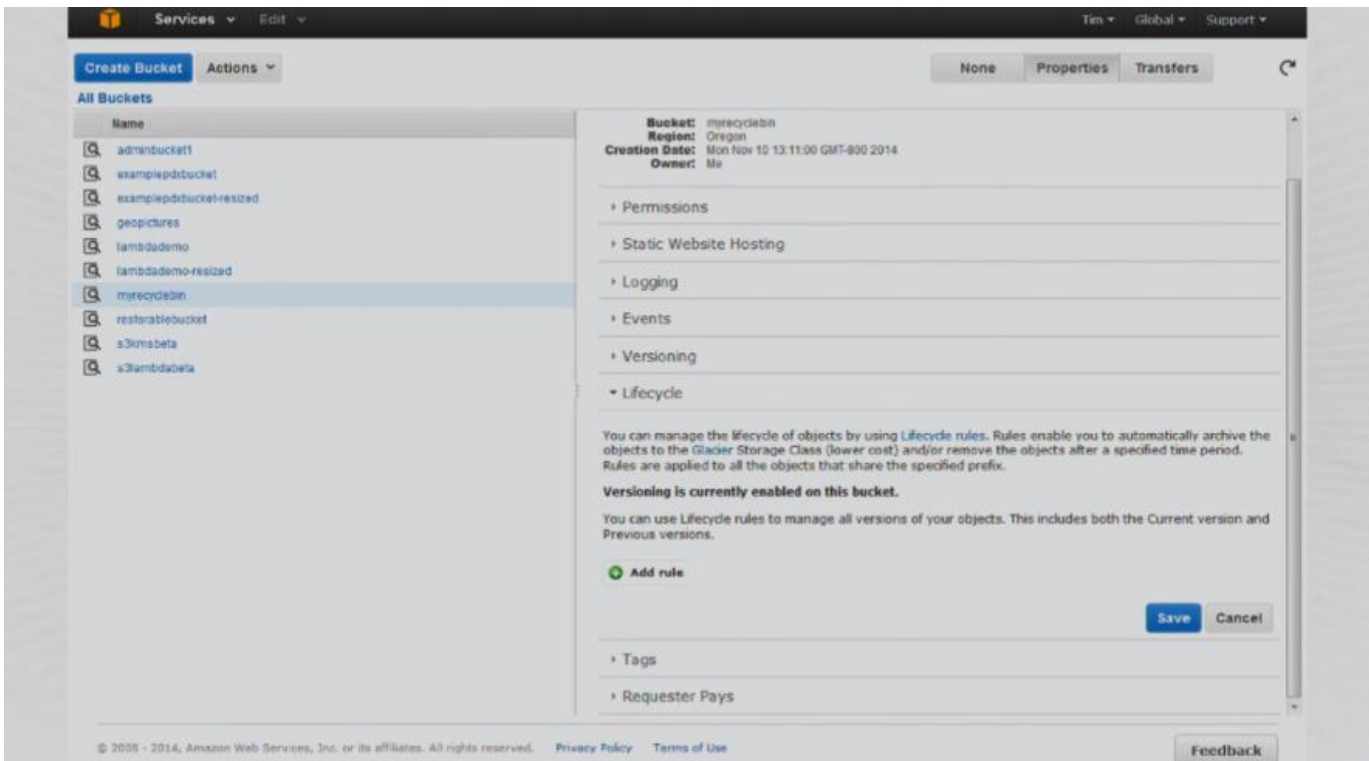 Services Edit Tim Global Support
Create Bucket Actions None Properties Transfers
All Buckets
Name
adminbucket1
examplepdxbucket
examplepdxbucket-resized
geopictures
lambdademo
lambdademo-resized
myrecyclebin
restorablebucket
s3kmsbeta
s3lambdabeta
Bucket: myrecyclebin
Region: Oregon
Creation Date: Mon Nov 10 13:11:00 GMT-800 2014
Owner: Me
Permissions
Static Website Hosting
Logging
Events
Versioning
Lifecycle
You can manage the lifecycle of objects by using Lifecycle rules. Rules enable you to automatically archive the
objects to the Glacier Storage Class (lower cost) and/or remove the objects after a specified time period.
Rules are applied to all the objects that share the specified prefix.
Versioning is currently enabled on this bucket.
You can use Lifecycle rules to manage all versions of your objects. This includes both the Current version and
Previous versions.
Add rule
Save Cancel
Tags
Requester Pays
© 2008 - 2014, Amazon Web Services, Inc. or its affiliates. All rights reserved. Privacy Policy Terms of Use Feedback